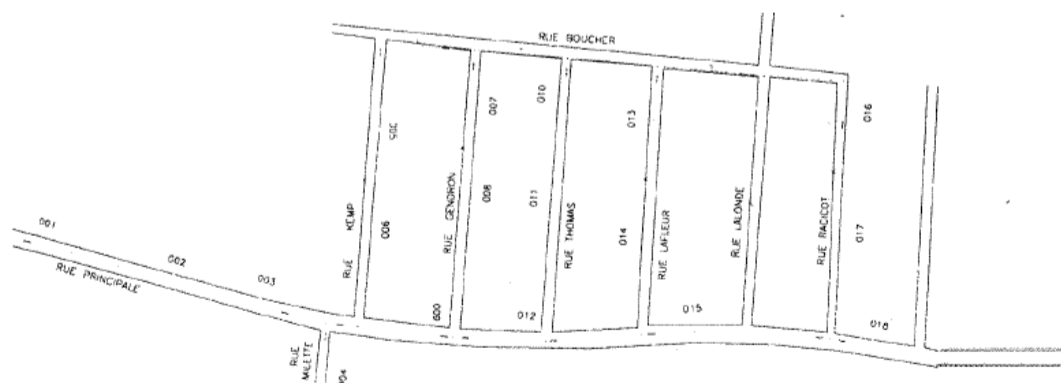 RUE BOUCHER
001
002
003
RUE PRINCIPALE
RUE KEMP
005
006
RUE GENDRON
007
008
009
010
011
012
RUE THOMAS
013
014
RUE LAFLEUR
015
RUE LALONDE
RUE RACICOT
016
017
018
RUE
MILETTE
004